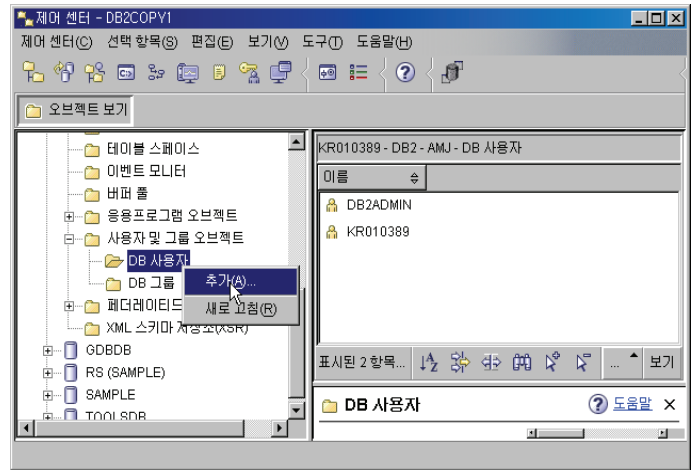 제어 센터 - DB2COPY1
제어 센터(C) 선택 항목(S) 편집(E) 보기(V) 도구(T) 도움말(H)
오브젝트 보기
테이블 스페이스
이벤트 모니터
버퍼 풀
응용프로그램 오브젝트
사용자 및 그룹 오브젝트
DB 사용자
추가(A)...
DB 그룹
새로 고침(R)
페더레이티드
XML 스키마 저장소(XSR)
GDBDB
RS (SAMPLE)
SAMPLE
TOOLSDB
KR010389 - DB2 - AMJ - DB 사용자
이름
DB2ADMIN
KR010389
표시된 2 항목... ... 보기
DB 사용자 도움말